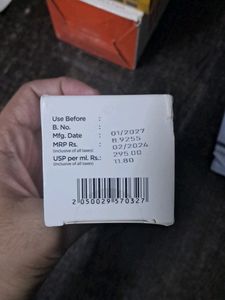 Use Before :
B. No. :
Mfg. Date :
MRP Rs. :
(Inclusive of all taxes)
USP per ml. Rs.:
(Inclusive of all taxes)
01/2027
B 9255
02/2024
295.00
11.80
2 050029 570327